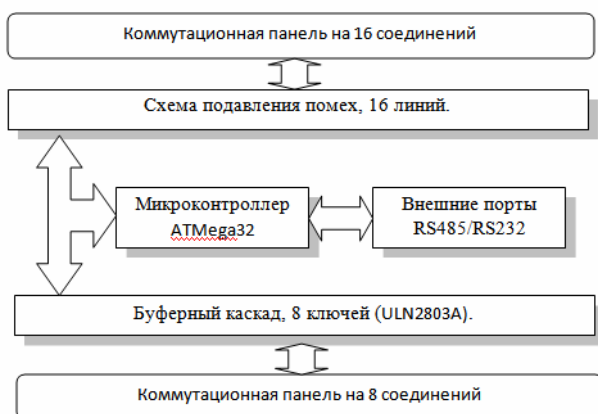 Коммутационная панель на 16 соединений
Схема подавления помех, 16 линий.
Микроконтроллер
ATMega32
Внешние порты
RS485/RS232
Буферный каскад, 8 ключей (ULN2803A).
Коммутационная панель на 8 соединений